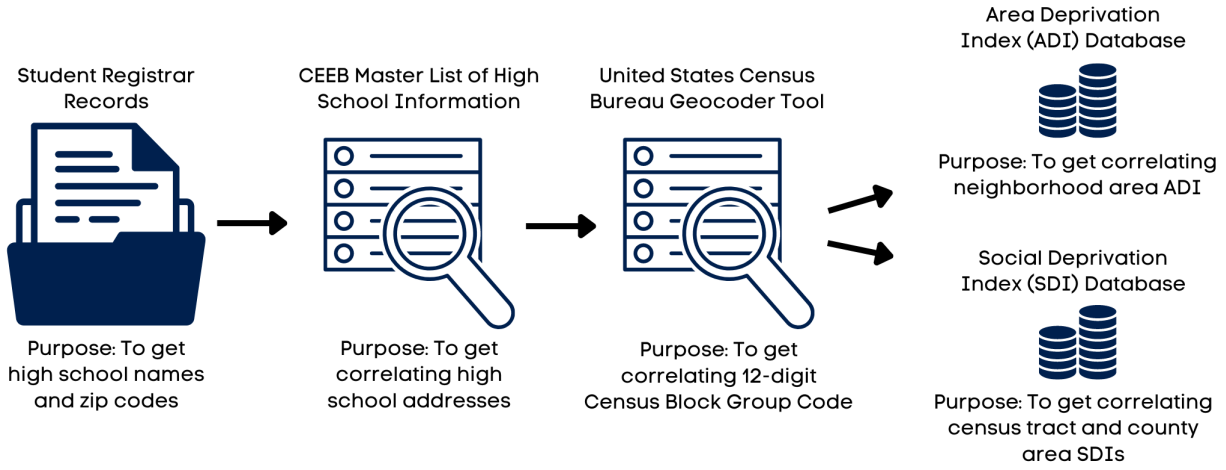 Student Registrar
Records
Purpose: To get
high school names
and zip codes
CEEB Master List of High
School Information
Purpose: To get
correlating high
school addresses
United States Census
Bureau Geocoder Tool
Purpose: To get
correlating 12-digit
Census Block Group Code
Area Deprivation
Index (ADI) Database
Purpose: To get correlating
neighborhood area ADI
Social Deprivation
Index (SDI) Database
Purpose: To get correlating
census tract and county
area SDIs